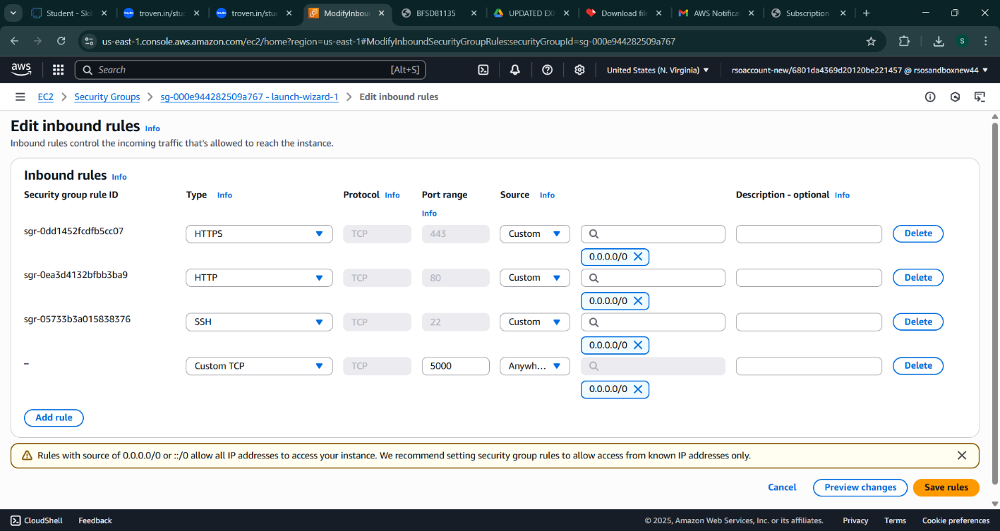 Student - Skil
troven.in/stud
troven.in/stud
ModifyInboun
BFSD81135
UPDATED EXP
Download file
AWS Notificat
Subscription
us-east-1.console.aws.amazon.com/ec2/home?region=us-east-1#ModifyInboundSecurityGroupRules:securityGroupId=sg-000e944282509a767
S
aws
Search [Alt+S]
United States (N. Virginia)
rsoaccount-new/6801da4369d20120be221457 @ rsosandboxnew44
EC2 > Security Groups > sg-000e944282509a767 - launch-wizard-1 > Edit inbound rules
Edit inbound rules Info
Inbound rules control the incoming traffic that's allowed to reach the instance.
Inbound rules Info
Security group rule ID Type Info Protocol Info Port range Info Source Info Description - optional Info
sgr-0dd1452fcdfb5cc07 HTTPS TCP 443 Custom Delete
0.0.0.0/0
sgr-0ea3d4132bfbb3ba9 HTTP TCP 80 Custom Delete
0.0.0.0/0
sgr-05733b3a015838376 SSH TCP 22 Custom Delete
0.0.0.0/0
– Custom TCP TCP 5000 Anywh... Delete
0.0.0.0/0
Add rule
Rules with source of 0.0.0.0/0 or ::/0 allow all IP addresses to access your instance. We recommend setting security group rules to allow access from known IP addresses only.
Cancel Preview changes Save rules
CloudShell Feedback © 2025, Amazon Web Services, Inc. or its affiliates. Privacy Terms Cookie preferences